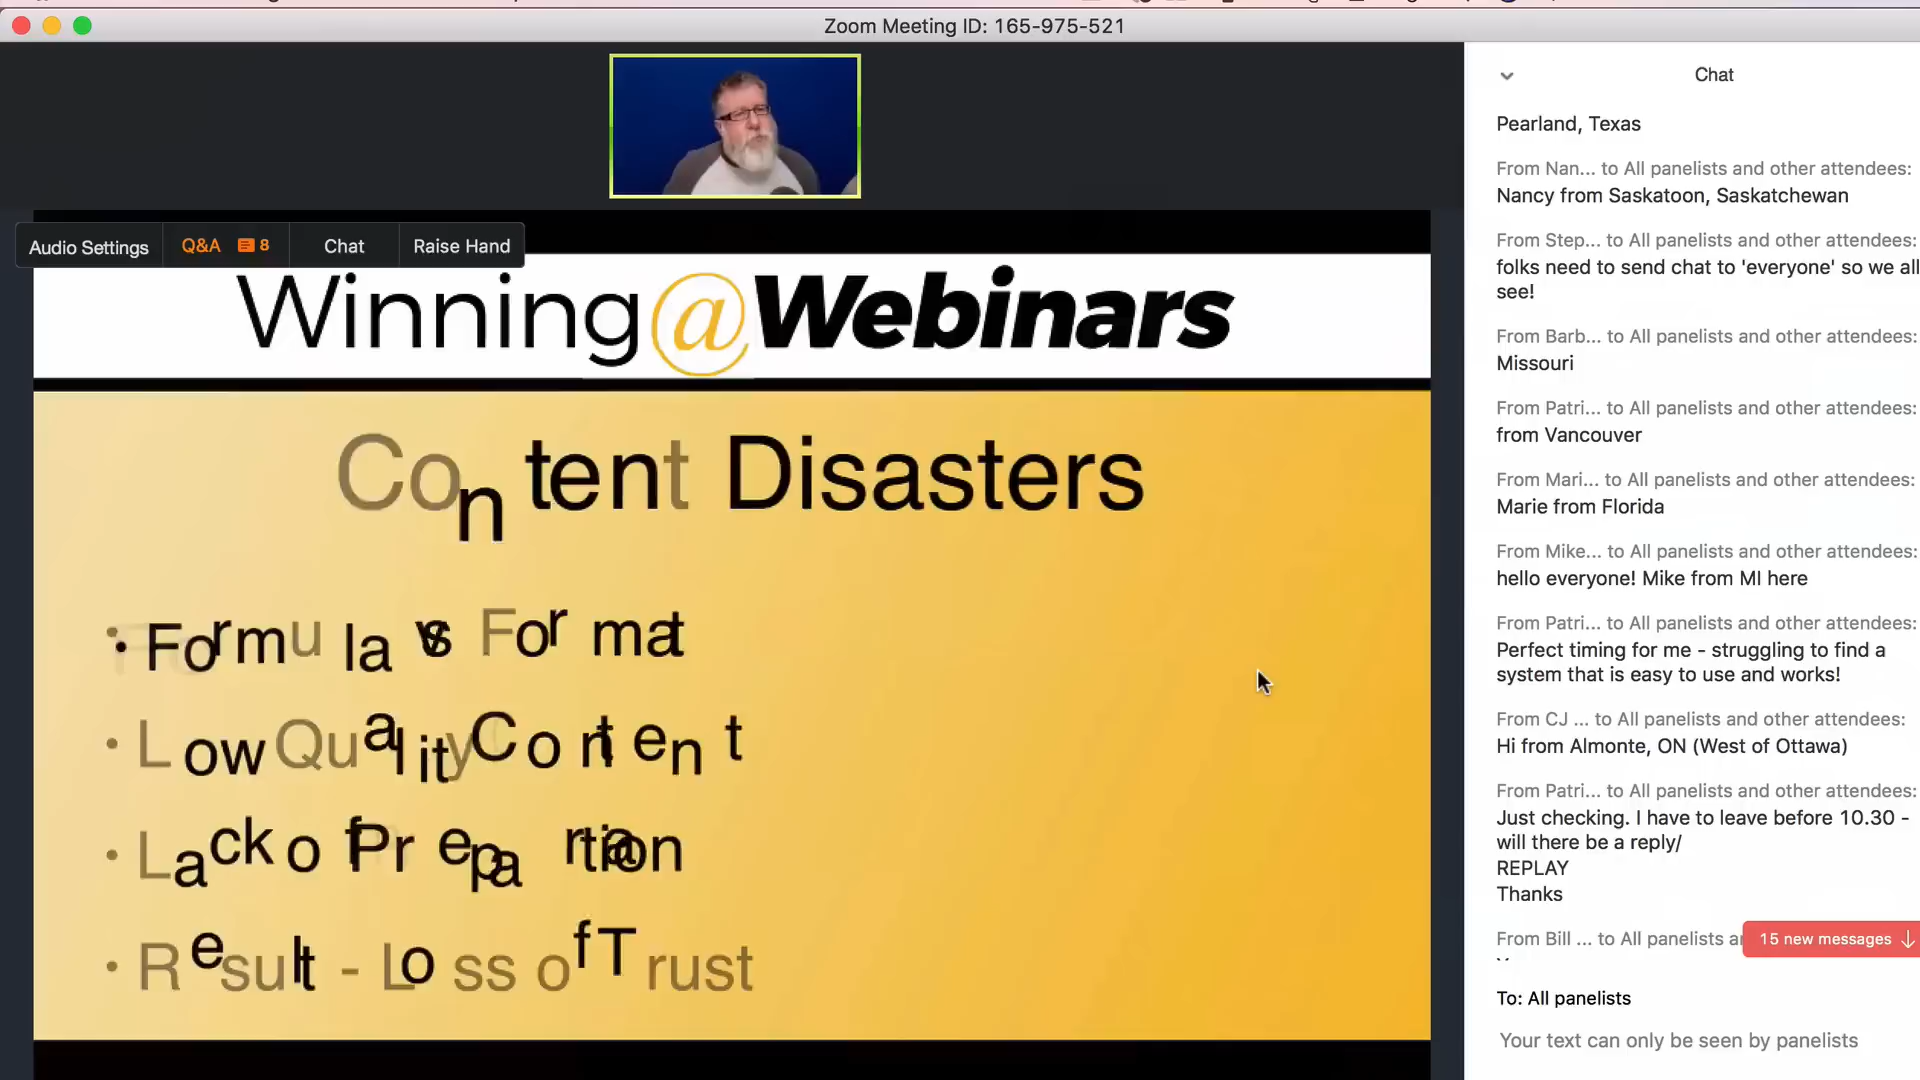 Zoom Meeting ID: 165-975-521
Audio Settings
Q&A 8
Chat
Raise Hand
Winning@Webinars
Content Disasters
• Formula vs Format
• Low Quality Content
• Lack of Prepartion
• Result - Loss of Trust
Chat
Pearland, Texas
From Nan... to All panelists and other attendees:
Nancy from Saskatoon, Saskatchewan
From Step... to All panelists and other attendees:
folks need to send chat to 'everyone' so we all
see!
From Barb... to All panelists and other attendees:
Missouri
From Patri... to All panelists and other attendees:
from Vancouver
From Mari... to All panelists and other attendees:
Marie from Florida
From Mike... to All panelists and other attendees:
hello everyone! Mike from MI here
From Patri... to All panelists and other attendees:
Perfect timing for me - struggling to find a
system that is easy to use and works!
From CJ ... to All panelists and other attendees:
Hi from Almonte, ON (West of Ottawa)
From Patri... to All panelists and other attendees:
Just checking. I have to leave before 10.30 -
will there be a reply/
REPLAY
Thanks
From Bill ... to All panelists
15 new messages
To: All panelists
Your text can only be seen by panelists